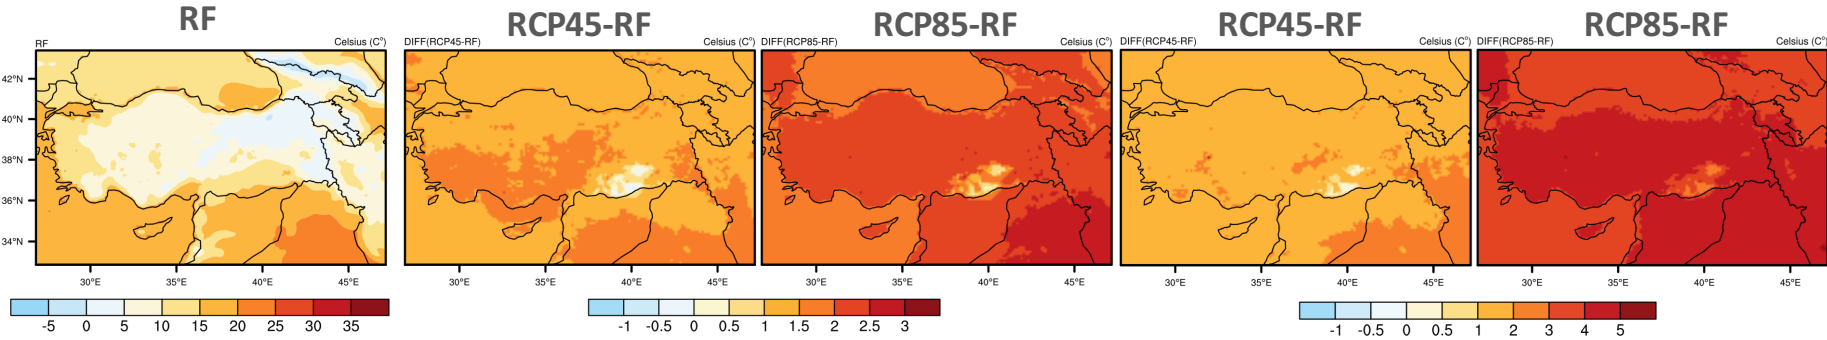 RF RCP45-RF RCP85-RF RCP45-RF RCP85-RF
RF Celsius (C°) DIFF(RCP45-RF) Celsius (C°) DIFF(RCP85-RF) Celsius (C°) DIFF(RCP45-RF) Celsius (C°) DIFF(RCP85-RF) Celsius (C°)
42°N
40°N
38°N
36°N
34°N
30°E 35°E 40°E 45°E 30°E 35°E 40°E 45°E 30°E 35°E 40°E 45°E 30°E 35°E 40°E 45°E 30°E 35°E 40°E 45°E
-5 0 5 10 15 20 25 30 35 -1 -0.5 0 0.5 1 1.5 2 2.5 3 -1 -0.5 0 0.5 1 2 3 4 5